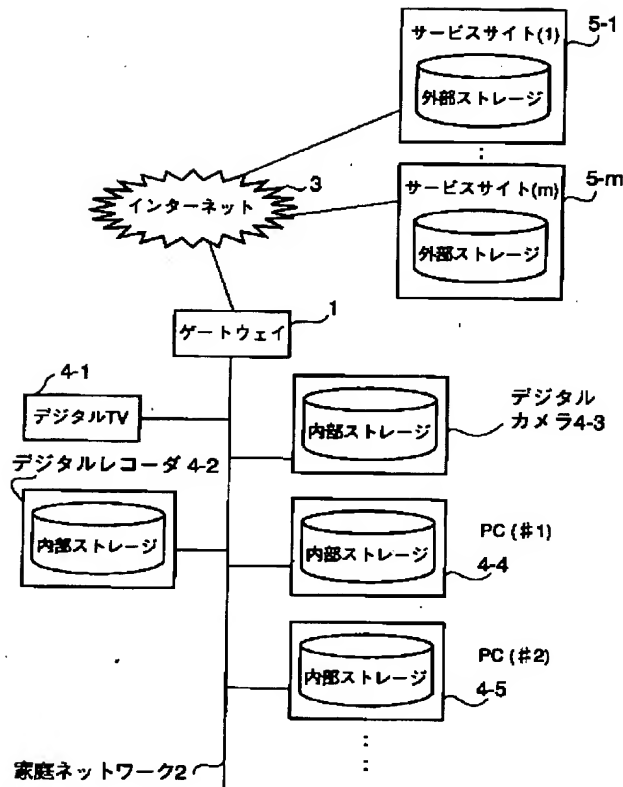 サービスサイト(1)
5-1
外部ストレージ
サービスサイト(m)
5-m
外部ストレージ
3
インターネット
1
ゲートウェイ
4-1
デジタルTV
デジタルレコーダ 4-2
内部ストレージ
内部ストレージ
デジタル
カメラ4-3
内部ストレージ
PC (#1)
4-4
内部ストレージ
PC (#2)
4-5
家庭ネットワーク2